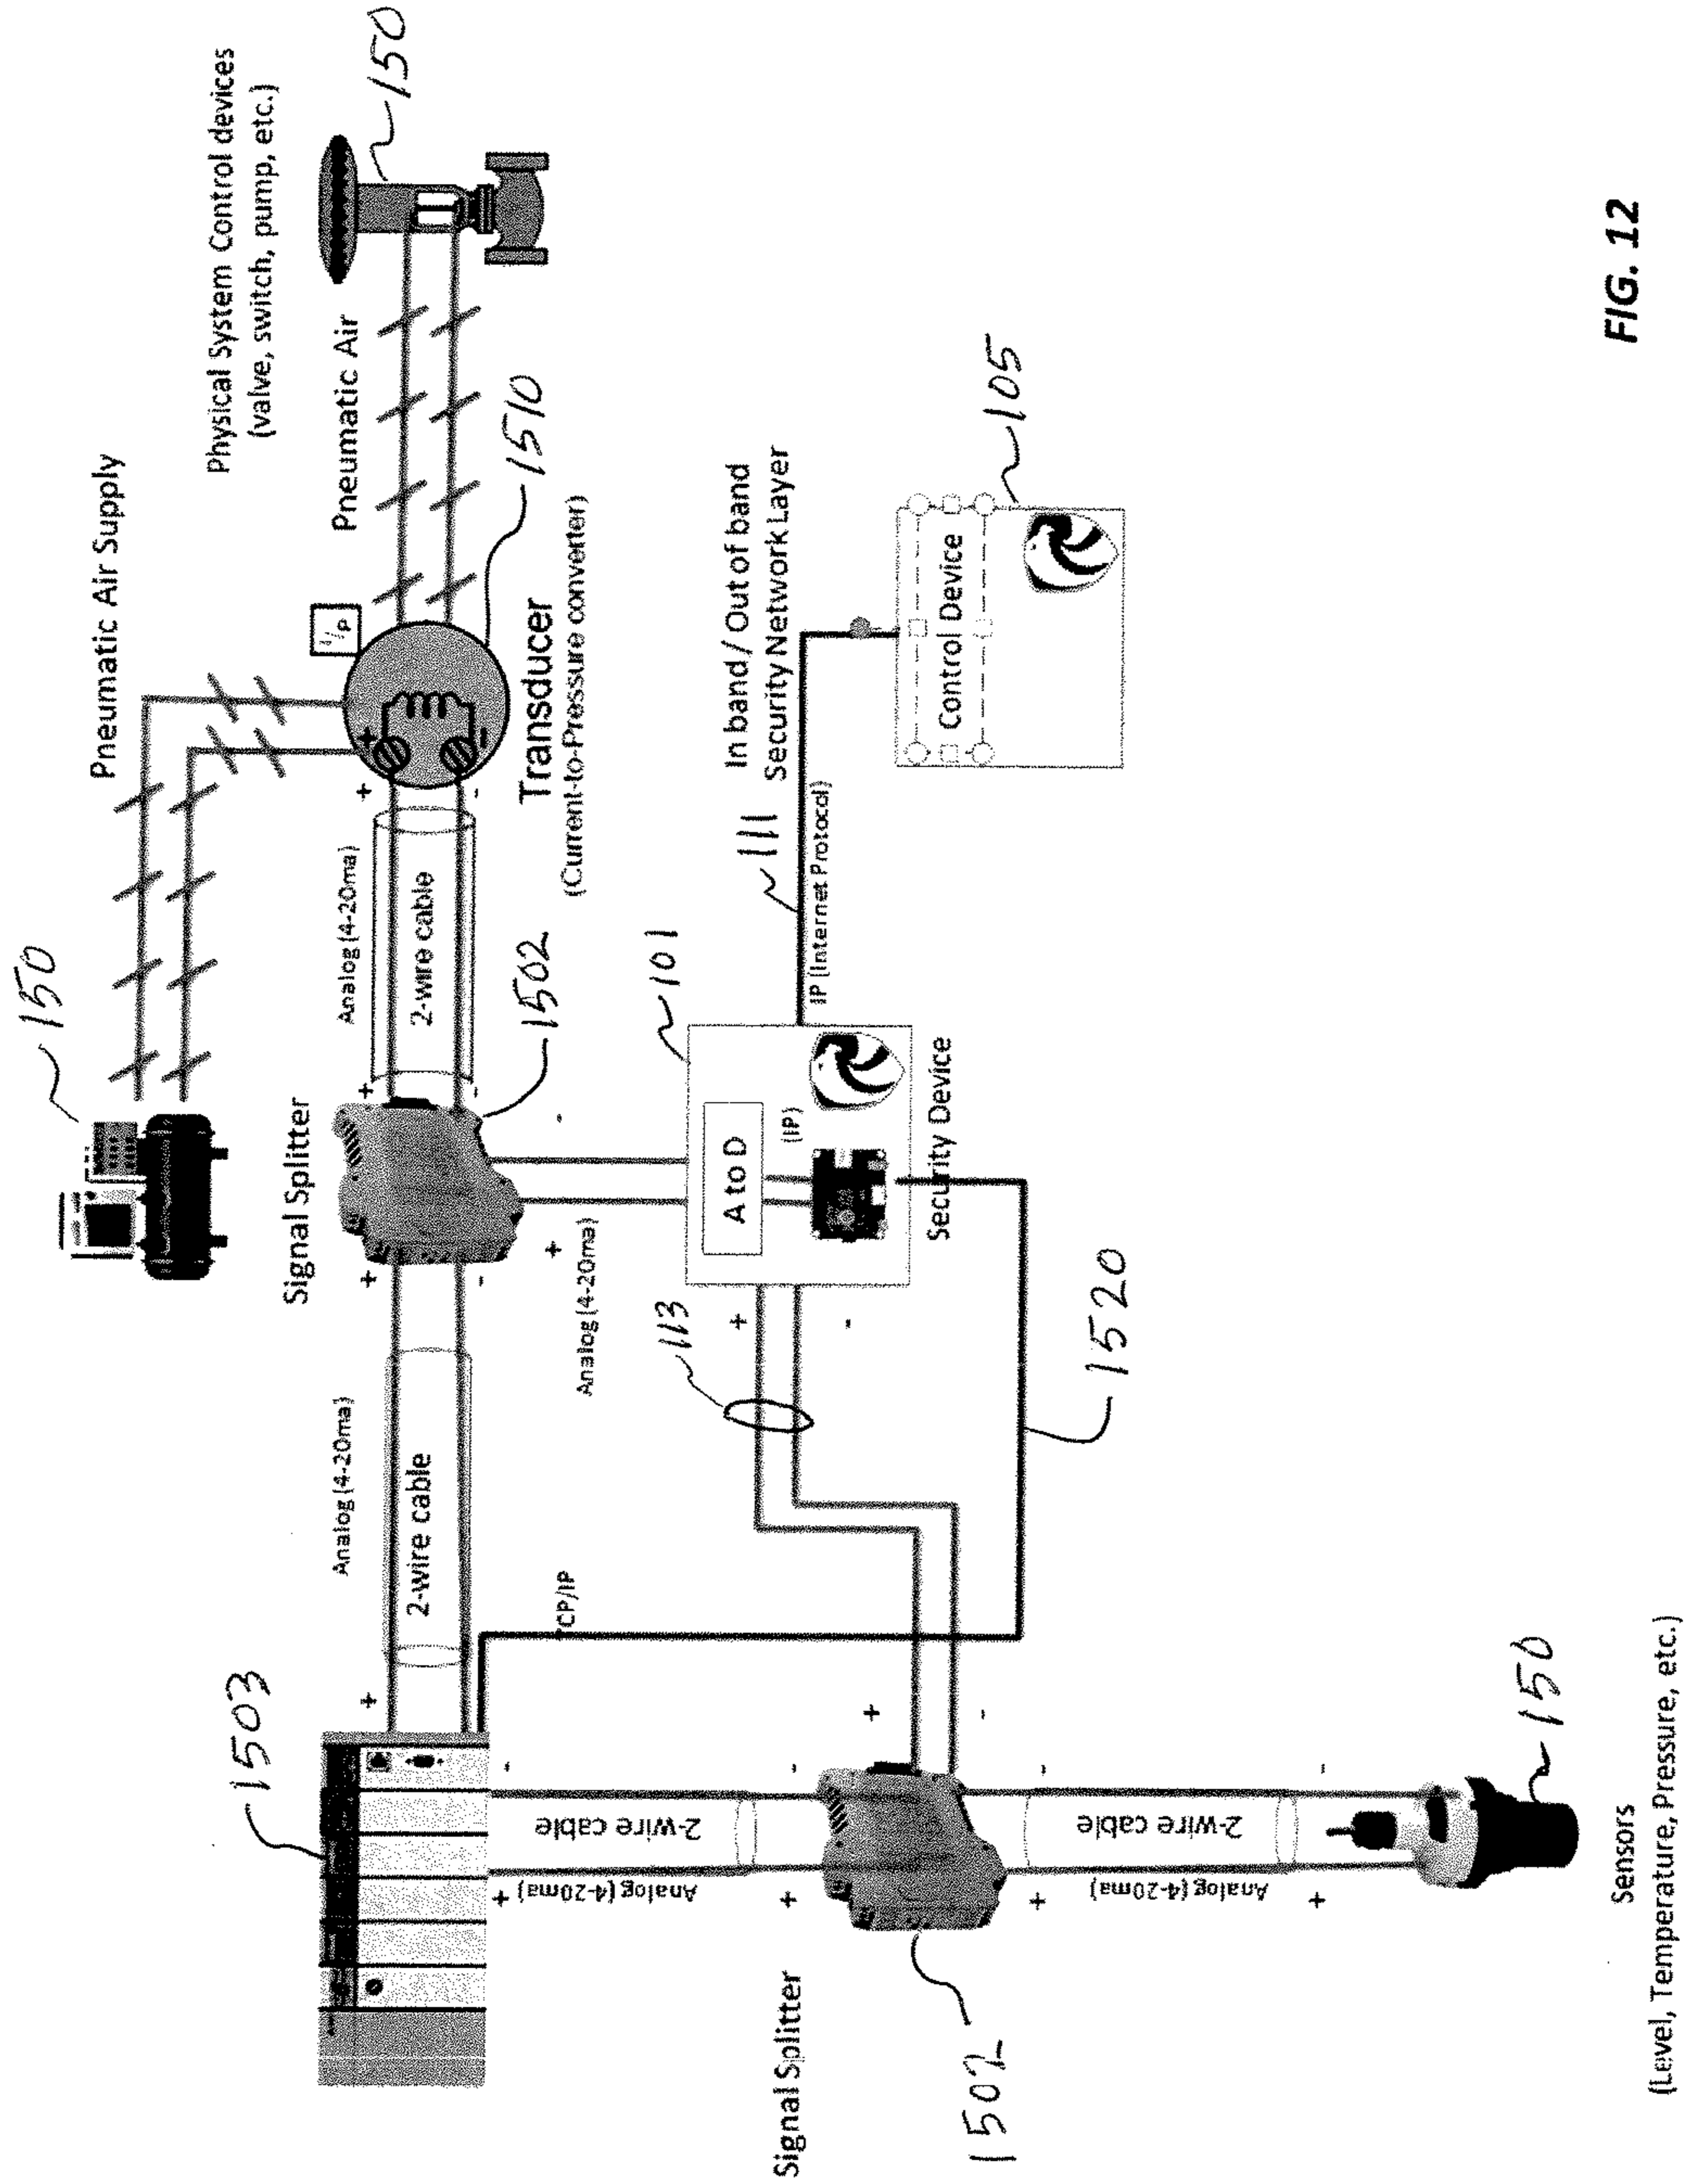 150
Pneumatic Air Supply
Physical System Control devices
(valve, switch, pump, etc.)
150
Pneumatic Air
I/P
1510
Transducer
(Current-to-Pressure converter)
Signal Splitter
1502
Analog (4-20ma)
2-wire cable
+
-
+
-
+
-
+
-
1503
Analog (4-20ma)
2-wire cable
+
+
-
Analog (4-20ma)
+
-
101
A to D
(IP)
Security Device
111
In band / Out of band
Security Network Layer
IP (Internet Protocol)
105
Control Device
113
+
-
TCP/IP
1520
+
-
2-wire cable
Analog (4-20ma)
+
-
+
-
Signal Splitter
1502
+
-
2-wire cable
Analog (4-20ma)
+
-
150
Sensors
(Level, Temperature, Pressure, etc.)
FIG. 12